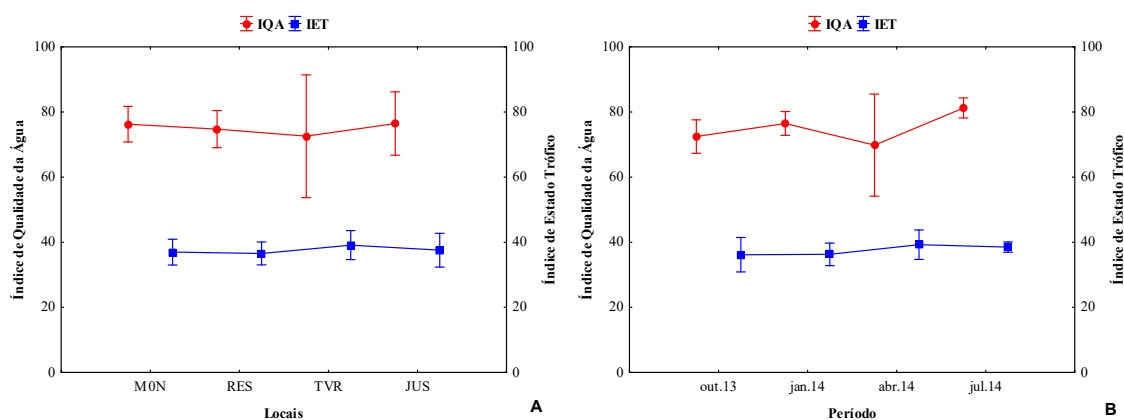 IQA IET
100
80
60
40
20
0
Índice de Qualidade da Água
100
80
60
40
20
0
Índice de Estado Trófico
M0N RES TVR JUS
Locais
A
IQA IET
100
80
60
40
20
0
Índice de Qualidade da Água
100
80
60
40
20
0
Índice de Estado Trófico
out.13 jan.14 abr.14 jul.14
Período
B